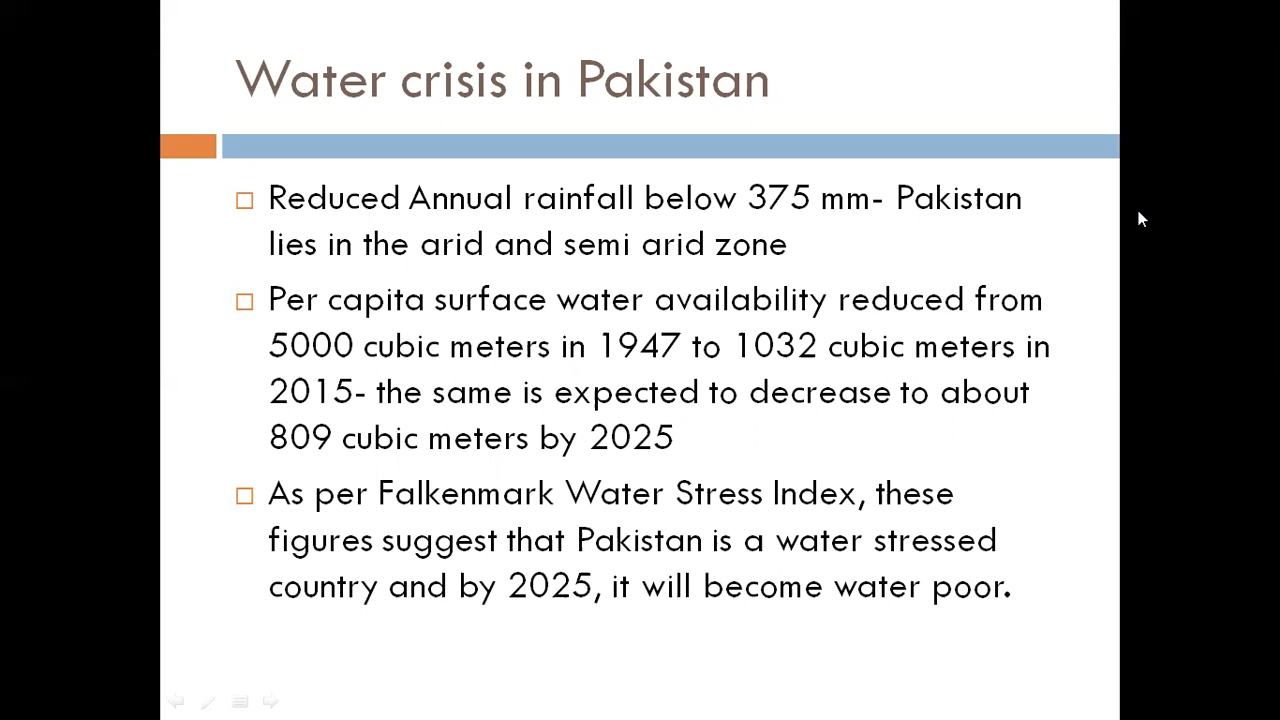 Water crisis in Pakistan
Reduced Annual rainfall below 375 mm- Pakistan
lies in the arid and semi arid zone
Per capita surface water availability reduced from
5000 cubic meters in 1947 to 1032 cubic meters in
2015- the same is expected to decrease to about
809 cubic meters by 2025
As per Falkenmark Water Stress Index, these
figures suggest that Pakistan is a water stressed
country and by 2025, it will become water poor.